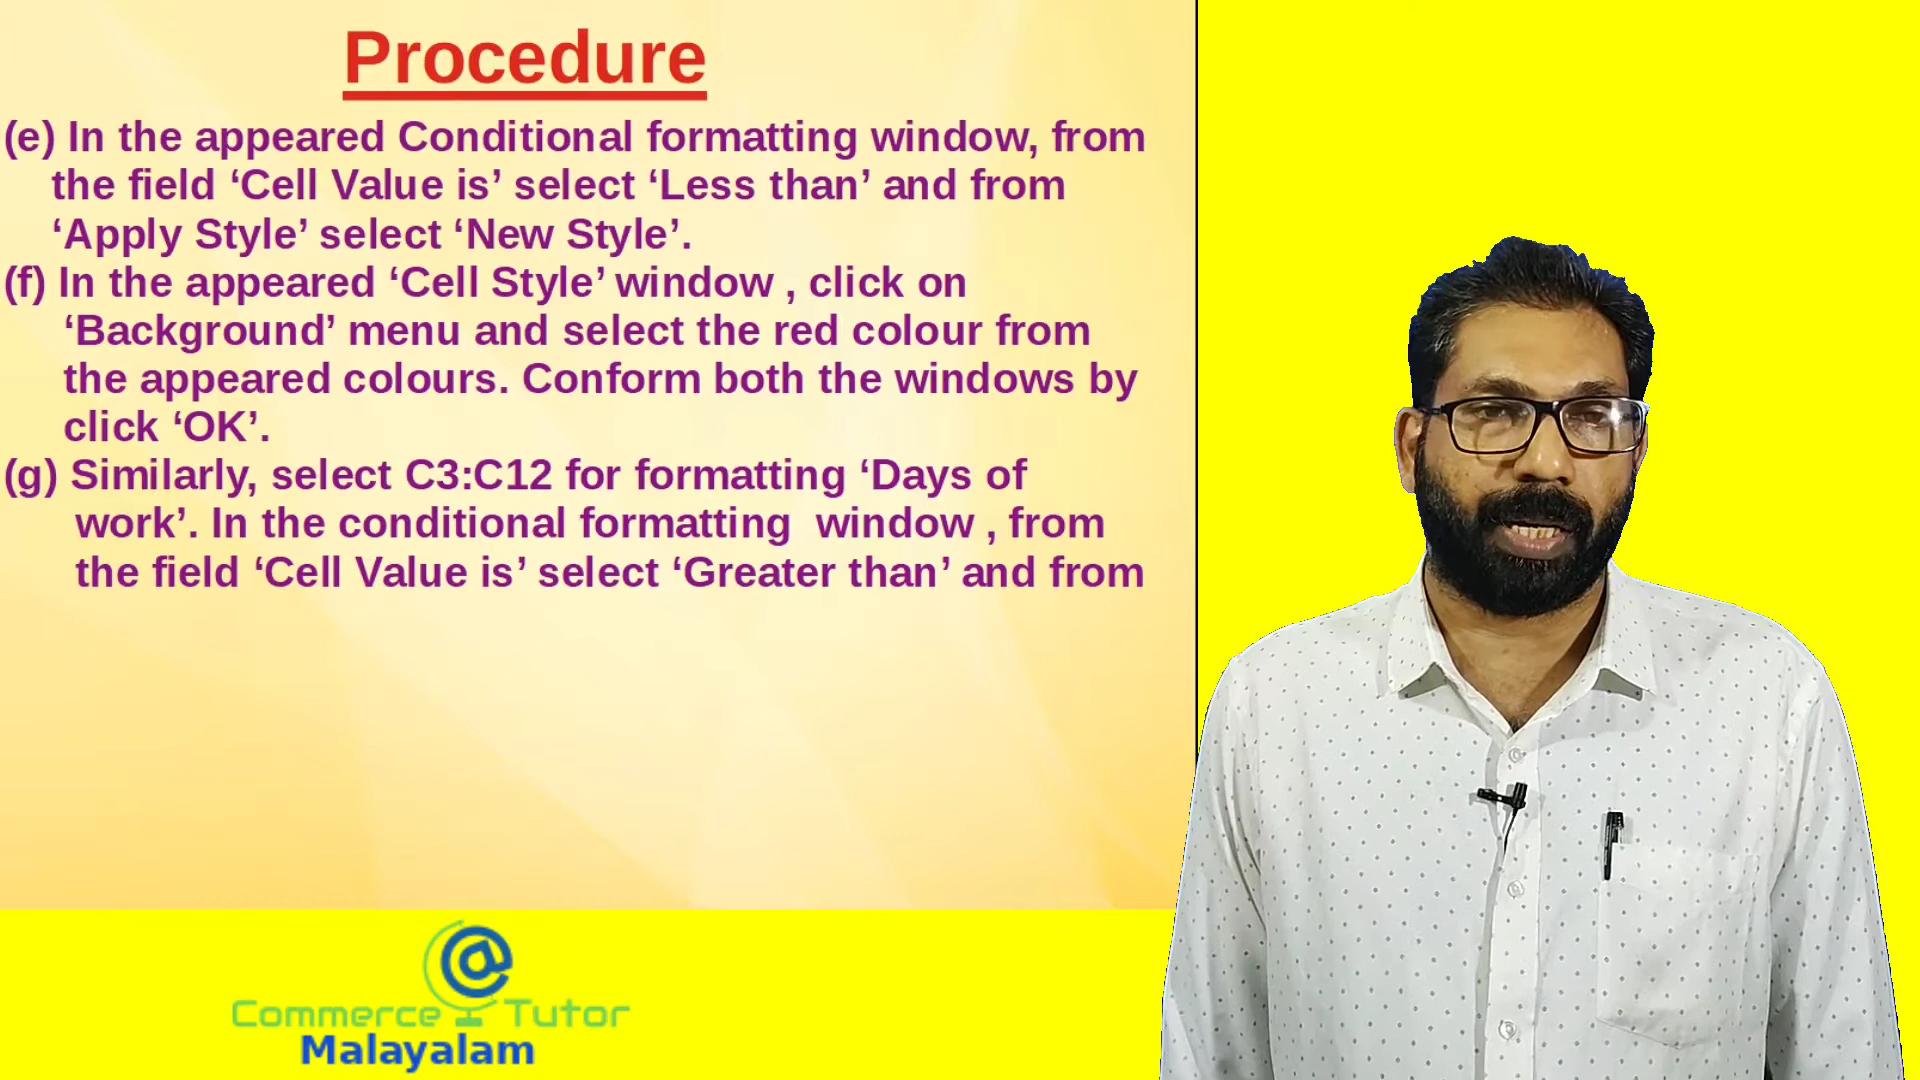 Procedure
(e) In the appeared Conditional formatting window, from
the field ‘Cell Value is’ select ‘Less than’ and from
‘Apply Style’ select ‘New Style’.
(f) In the appeared ‘Cell Style’ window , click on
‘Background’ menu and select the red colour from
the appeared colours. Conform both the windows by
click ‘OK’.
(g) Similarly, select C3:C12 for formatting ‘Days of
work’. In the conditional formatting window , from
the field ‘Cell Value is’ select ‘Greater than’ and from
@
Commerce Tutor
Malayalam